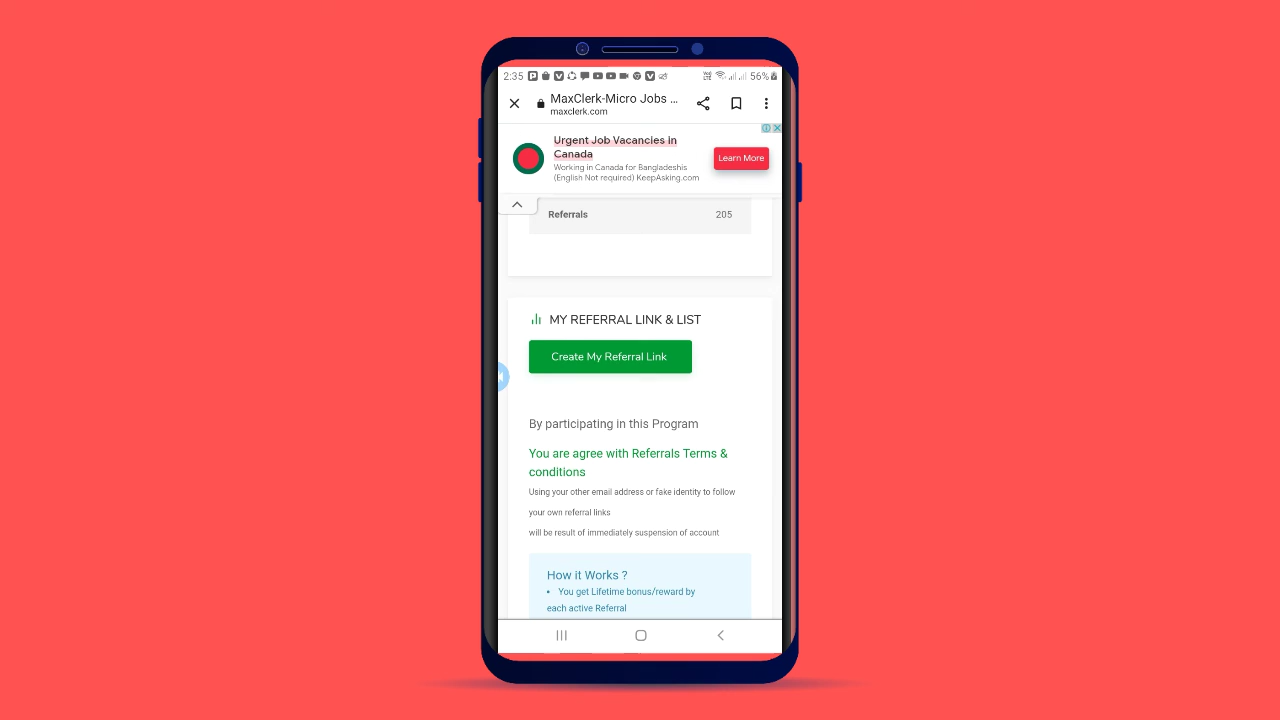 2:35
56%
MaxClerk-Micro Jobs ...
maxclerk.com
Urgent Job Vacancies in
Canada
Working in Canada for Bangladeshis
(English Not required) KeepAsking.com
Learn More
Referrals 205
MY REFERRAL LINK & LIST
Create My Referral Link
By participating in this Program
You are agree with Referrals Terms &
conditions
Using your other email address or fake identity to follow
your own referral links
will be result of immediately suspension of account
How it Works ?
• You get Lifetime bonus/reward by
each active Referral